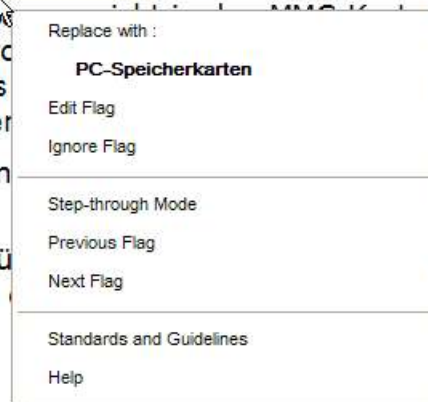 Replace with :
PC-Speicherkarten
Edit Flag
Ignore Flag
Step-through Mode
Previous Flag
Next Flag
Standards and Guidelines
Help